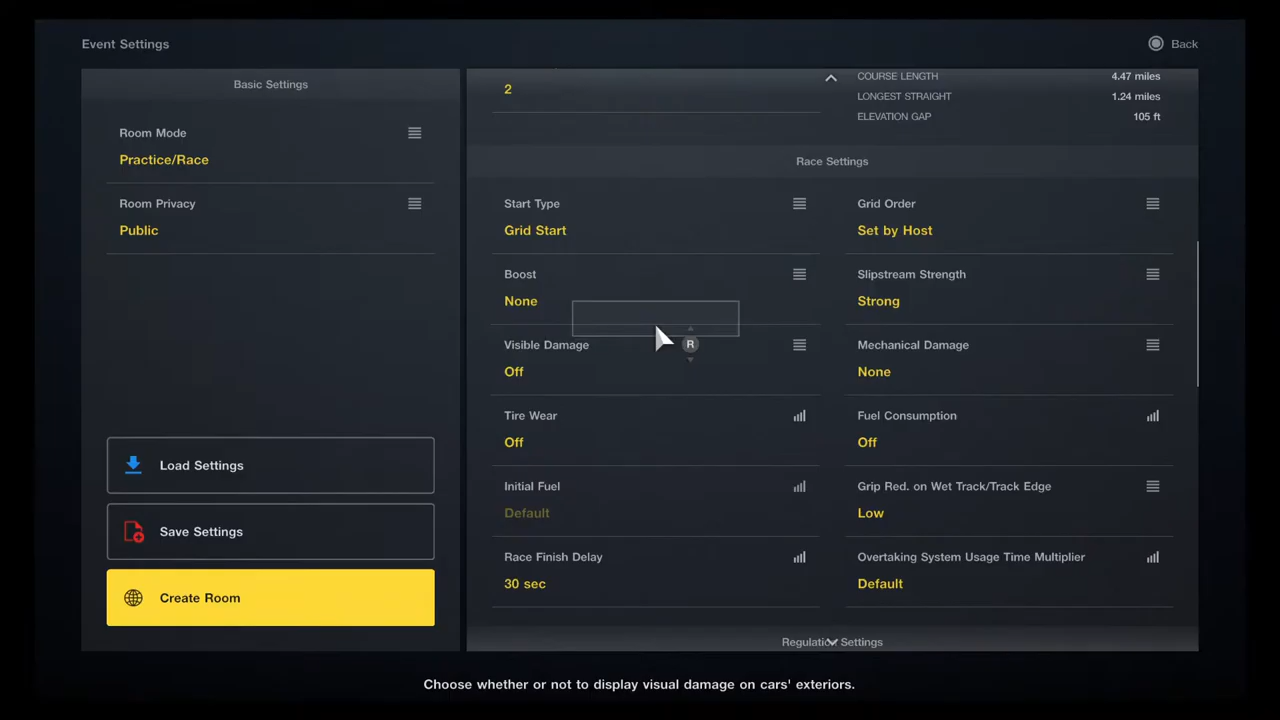 Event Settings
Back
Basic Settings
Room Mode
Practice/Race
Room Privacy
Public
Load Settings
Save Settings
Create Room
2
COURSE LENGTH 4.47 miles
LONGEST STRAIGHT 1.24 miles
ELEVATION GAP 105 ft
Race Settings
Start Type
Grid Start
Grid Order
Set by Host
Boost
None
Slipstream Strength
Strong
Visible Damage
Off
R
Mechanical Damage
None
Tire Wear
Off
Fuel Consumption
Off
Initial Fuel
Default
Grip Red. on Wet Track/Track Edge
Low
Race Finish Delay
30 sec
Overtaking System Usage Time Multiplier
Default
Regulation Settings
Choose whether or not to display visual damage on cars' exteriors.